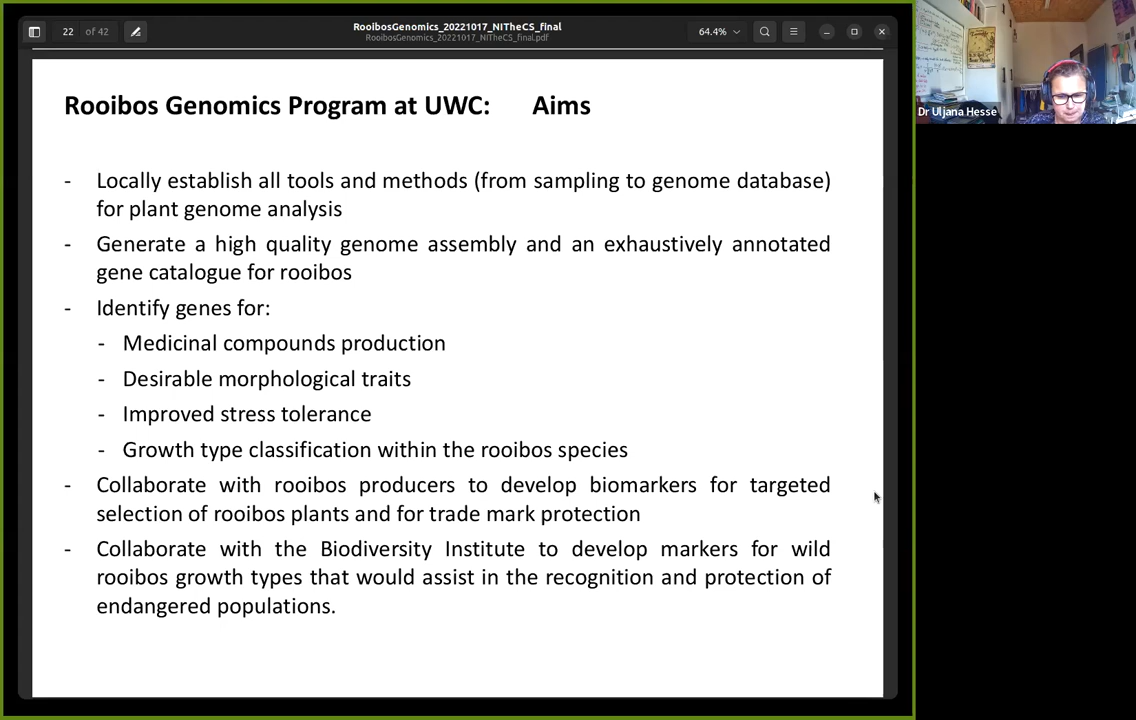 22 of 42
RooibosGenomics_20221017_NITheCS_final
RooibosGenomics_20221017_NITheCS_final.pdf
64.4%
Rooibos Genomics Program at UWC: Aims
- Locally establish all tools and methods (from sampling to genome database)
for plant genome analysis
- Generate a high quality genome assembly and an exhaustively annotated
gene catalogue for rooibos
- Identify genes for:
- Medicinal compounds production
- Desirable morphological traits
- Improved stress tolerance
- Growth type classification within the rooibos species
- Collaborate with rooibos producers to develop biomarkers for targeted
selection of rooibos plants and for trade mark protection
- Collaborate with the Biodiversity Institute to develop markers for wild
rooibos growth types that would assist in the recognition and protection of
endangered populations.
Dr Uljana Hesse